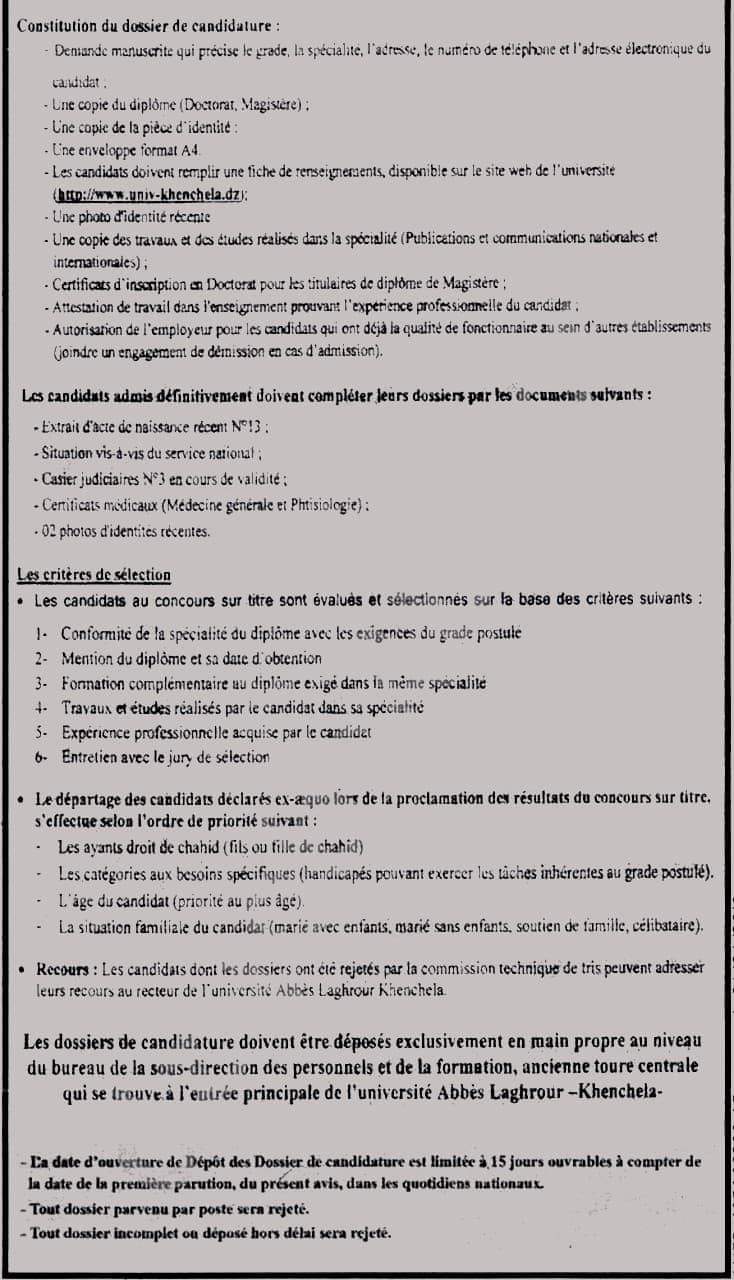 Constitution du dossier de candidature :
- Demande manuscrite qui précise le grade, la spécialité, l'adresse, le numéro de téléphone et l'adresse électronique du
candidat ;
- Une copie du diplôme (Doctorat, Magistère) ;
- Une copie de la pièce d'identité :
- Une enveloppe format A4.
- Les candidats doivent remplir une fiche de renseignements, disponible sur le site web de l'université
(http://www.univ-khenchela.dz);
- Une photo d'identité récente
- Une copie des travaux et des études réalisés dans la spécialité (Publications et communications nationales et
internationales) ;
- Certificats d'inscription en Doctorat pour les titulaires de diplôme de Magistère ;
- Attestation de travail dans l'enseignement prouvant l'expérience professionnelle du candidat ;
- Autorisation de l'employeur pour les candidats qui ont déjà la qualité de fonctionnaire au sein d'autres établissements
(joindre un engagement de démission en cas d'admission).
Les candidats admis définitivement doivent compléter leurs dossiers par les documents suivants :
- Extrait d'acte de naissance récent N°13 ;
- Situation vis-à-vis du service national ;
- Casier judiciaires N°3 en cours de validité ;
- Certificats médicaux (Médecine générale et Phtisiologie) ;
- 02 photos d'identités récentes.
Les critères de sélection
• Les candidats au concours sur titre sont évalués et sélectionnés sur la base des critères suivants :
1- Conformité de la spécialité du diplôme avec les exigences du grade postulé
2- Mention du diplôme et sa date d'obtention
3- Formation complémentaire au diplôme exigé dans la même spécialité
4- Travaux et études réalisés par le candidat dans sa spécialité
5- Expérience professionnelle acquise par le candidat
6- Entretien avec le jury de sélection
• Le départage des candidats déclarés ex-æquo lors de la proclamation des résultats du concours sur titre,
s'effectue selon l'ordre de priorité suivant :
- Les ayants droit de chahid (fils ou fille de chahid)
- Les catégories aux besoins spécifiques (handicapés pouvant exercer les tâches inhérentes au grade postulé).
- L'âge du candidat (priorité au plus âgé).
- La situation familiale du candidat (marié avec enfants, marié sans enfants, soutien de famille, célibataire).
• Recours : Les candidats dont les dossiers ont été rejetés par la commission technique de tris peuvent adresser
leurs recours au recteur de l'université Abbès Laghrour Khenchela.
Les dossiers de candidature doivent être déposés exclusivement en main propre au niveau
du bureau de la sous-direction des personnels et de la formation, ancienne toure centrale
qui se trouve à l'entrée principale de l'université Abbès Laghrour –Khenchela-
- La date d'ouverture de Dépôt des Dossier de candidature est limitée à 15 jours ouvrables à compter de
la date de la première parution, du présent avis, dans les quotidiens nationaux.
- Tout dossier parvenu par poste sera rejeté.
- Tout dossier incomplet ou déposé hors délai sera rejeté.